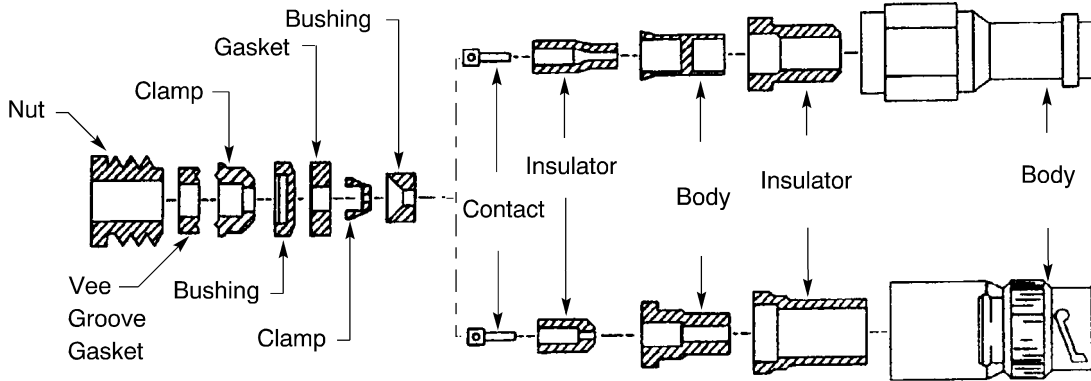 Bushing
Gasket
Clamp
Nut
Insulator
Insulator
Body
Body
Contact
Vee
Groove
Gasket
Bushing
Clamp